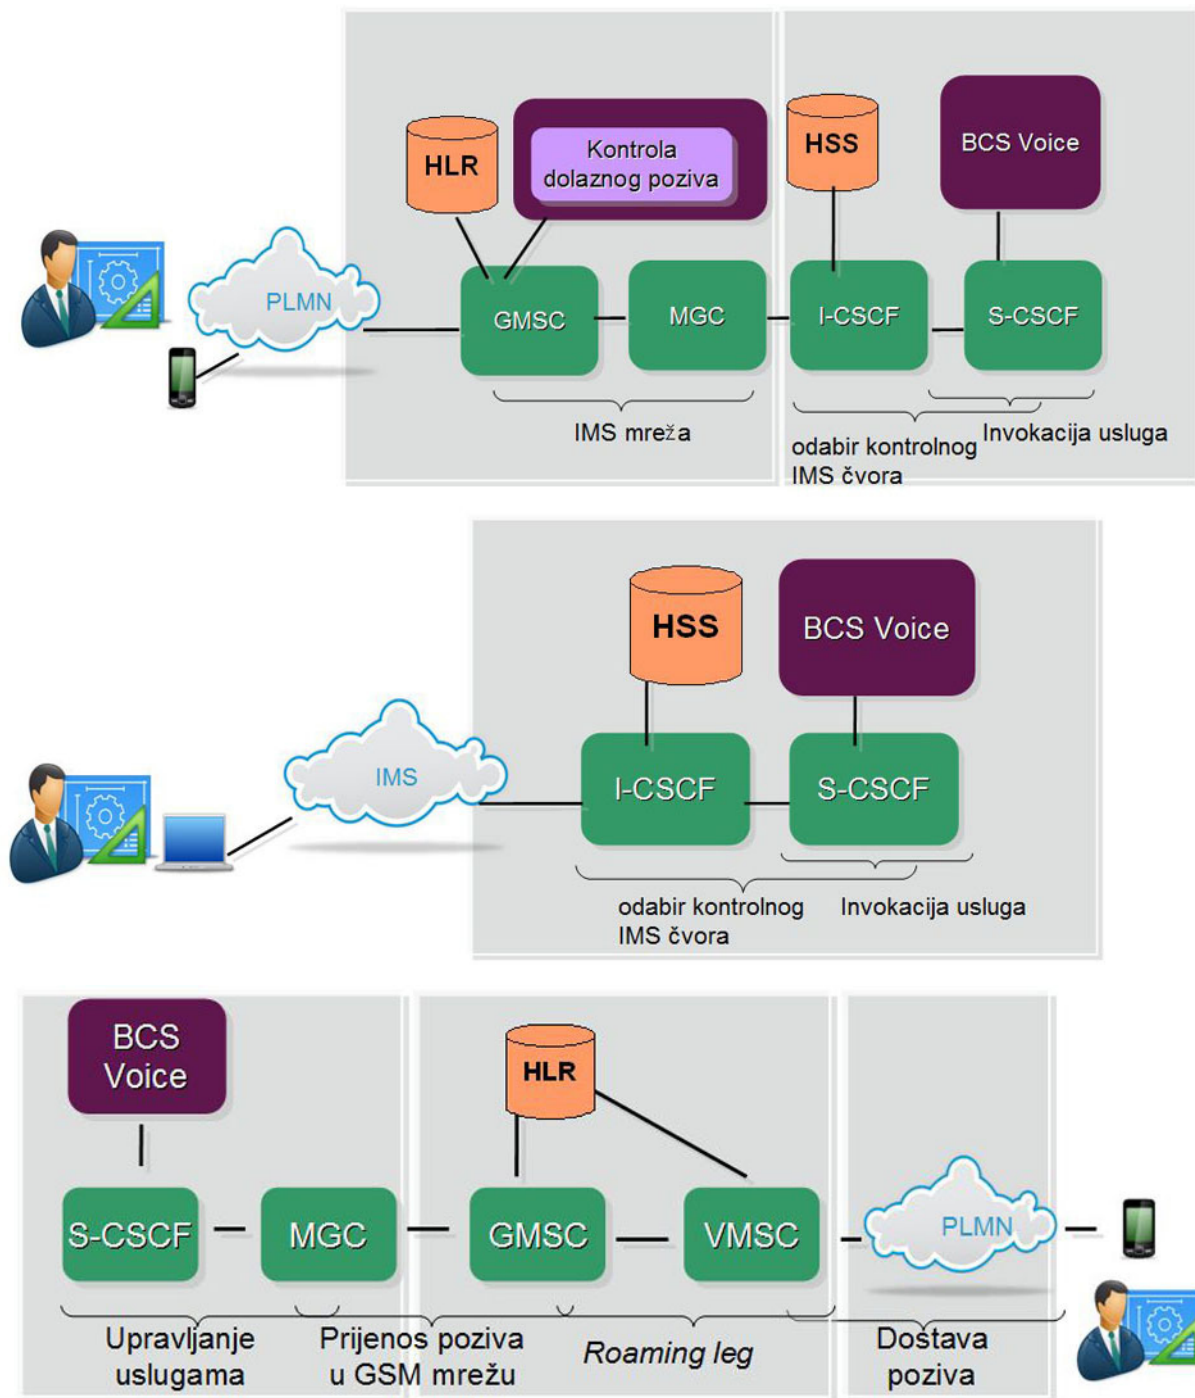 HLR
Kontrola
dolaznog poziva
HSS
BCS Voice
PLMN
GMSC
MGC
I-CSCF
S-CSCF
IMS mreža
odabir kontrolnog
IMS čvora
Invokacija usluga
HSS
BCS Voice
IMS
I-CSCF
S-CSCF
odabir kontrolnog
IMS čvora
Invokacija usluga
BCS
Voice
HLR
S-CSCF
MGC
GMSC
VMSC
PLMN
Upravljanje
uslugama
Prijenos poziva
u GSM mrežu
Roaming leg
Dostava
poziva